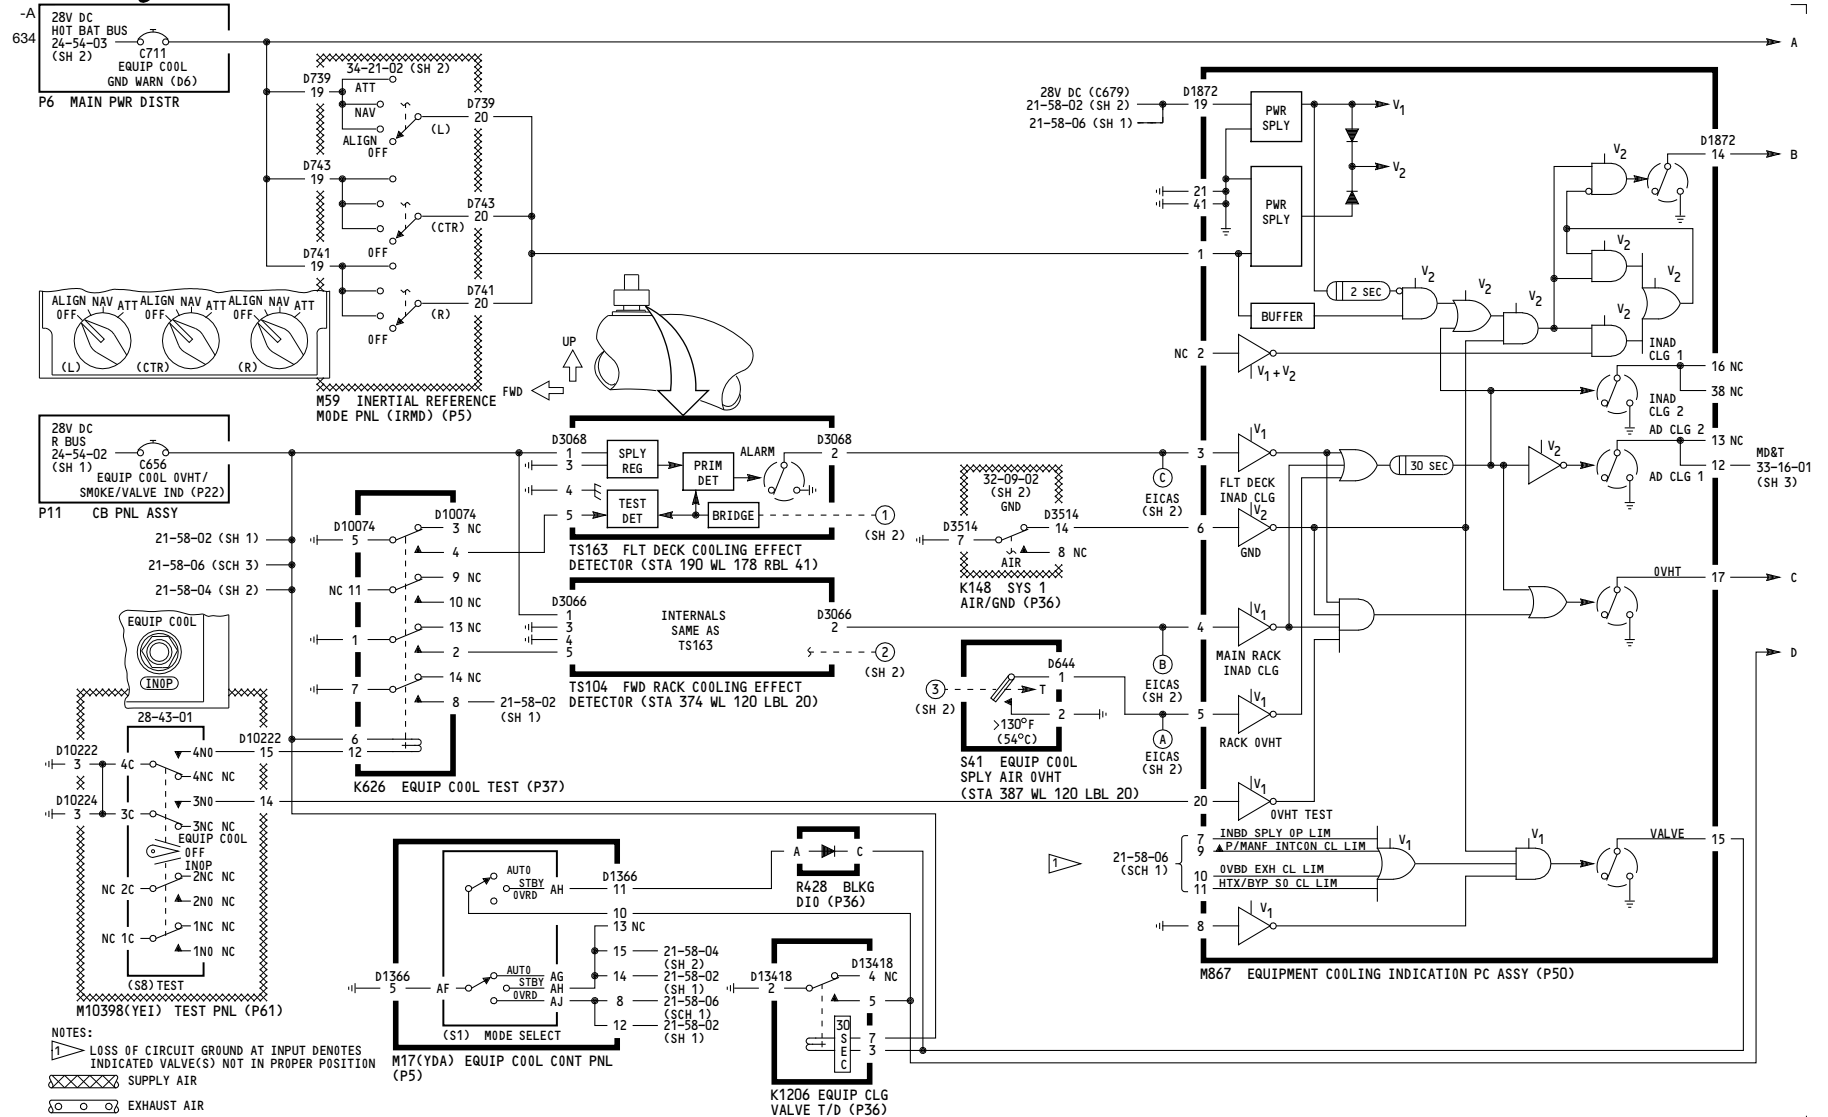 -A
634
28V DC
HOT BAT BUS
24-54-03
(SH 2)
C711
EQUIP COOL
GND WARN (D6)
P6 MAIN PWR DISTR
34-21-02 (SH 2)
D739
19
ATT
NAV
ALIGN
OFF
(L)
D739
20
D743
19
OFF
(CTR)
D743
20
D741
19
OFF
(R)
D741
20
ALIGN NAV ATT
OFF
(L)
ALIGN NAV ATT
OFF
(CTR)
ALIGN NAV ATT
OFF
(R)
M59 INERTIAL REFERENCE
MODE PNL (IRMD) (P5)
UP
FWD
28V DC
R BUS
24-54-02
(SH 1)
C656
EQUIP COOL OVHT/
SMOKE/VALVE IND (P22)
P11 CB PNL ASSY
21-58-02 (SH 1)
21-58-06 (SCH 3)
21-58-04 (SH 2)
EQUIP COOL
INOP
28-43-01
D10222
3
D10224
3
4C
4NO
4NC NC
3C
3NO
3NC NC
EQUIP COOL
OFF
INOP
NC 2C
2NC NC
2NO NC
NC 1C
1NC NC
1NO NC
D10222
15
14
(S8) TEST
M10398(YEI) TEST PNL (P61)
D10074
5
D10074
3 NC
4
NC 11
9 NC
10 NC
1
13 NC
2
7
14 NC
8
21-58-02
(SH 1)
6
12
K626 EQUIP COOL TEST (P37)
D3068
1
3
4
5
SPLY
REG
PRIM
DET
ALARM
TEST
DET
BRIDGE
D3068
2
1
(SH 2)
TS163 FLT DECK COOLING EFFECT
DETECTOR (STA 190 WL 178 RBL 41)
D3066
1
3
4
5
INTERNALS
SAME AS
TS163
D3066
2
2
(SH 2)
TS104 FWD RACK COOLING EFFECT
DETECTOR (STA 374 WL 120 LBL 20)
C
EICAS
(SH 2)
32-09-02
(SH 2)
GND
D3514
7
D3514
14
8 NC
AIR
K148 SYS 1
AIR/GND (P36)
B
EICAS
(SH 2)
3
(SH 2)
D644
1
T
2
>130°F
(54°C)
A
EICAS
(SH 2)
S41 EQUIP COOL
SPLY AIR OVHT
(STA 387 WL 120 LBL 20)
28V DC (C679)
21-58-02 (SH 2)
21-58-06 (SH 1)
D1872
19
PWR
SPLY
V1
V2
21
41
PWR
SPLY
1
BUFFER
2 SEC
V2
V2
V2
V2
V2
V2
V2
NC 2
V1+V2
D1872
14
INAD
CLG 1
16 NC
38 NC
INAD
CLG 2
AD CLG 2
13 NC
12
AD CLG 1
MD&T
33-16-01
(SH 3)
3
V1
FLT DECK
INAD CLG
30 SEC
V2
6
V2
GND
OVHT
17
4
V1
V1
MAIN RACK
INAD CLG
5
V1
RACK OVHT
20
V1
OVHT TEST
1
21-58-06
(SCH 1)
7
9
10
11
INBD SPLY OP LIM
P/MANF INTCON CL LIM
OVBD EXH CL LIM
HTX/BYP SO CL LIM
V1
V1
VALVE
15
8
V1
M867 EQUIPMENT COOLING INDICATION PC ASSY (P50)
A
B
C
D
AUTO
STBY
OVRD
AH
D1366
11
10
13 NC
15
21-58-04
(SH 2)
14
21-58-02
(SH 1)
8
21-58-06
(SCH 1)
12
21-58-02
(SH 1)
D1366
5
AF
AUTO
STBY
OVRD
AG
AH
AJ
(S1) MODE SELECT
M17(YDA) EQUIP COOL CONT PNL
(P5)
A
C
R428 BLKG
DIO (P36)
D13418
2
D13418
4 NC
5
30
S
E
C
7
3
K1206 EQUIP CLG
VALVE T/D (P36)
NOTES:
1
LOSS OF CIRCUIT GROUND AT INPUT DENOTES
INDICATED VALVE(S) NOT IN PROPER POSITION
SUPPLY AIR
EXHAUST AIR